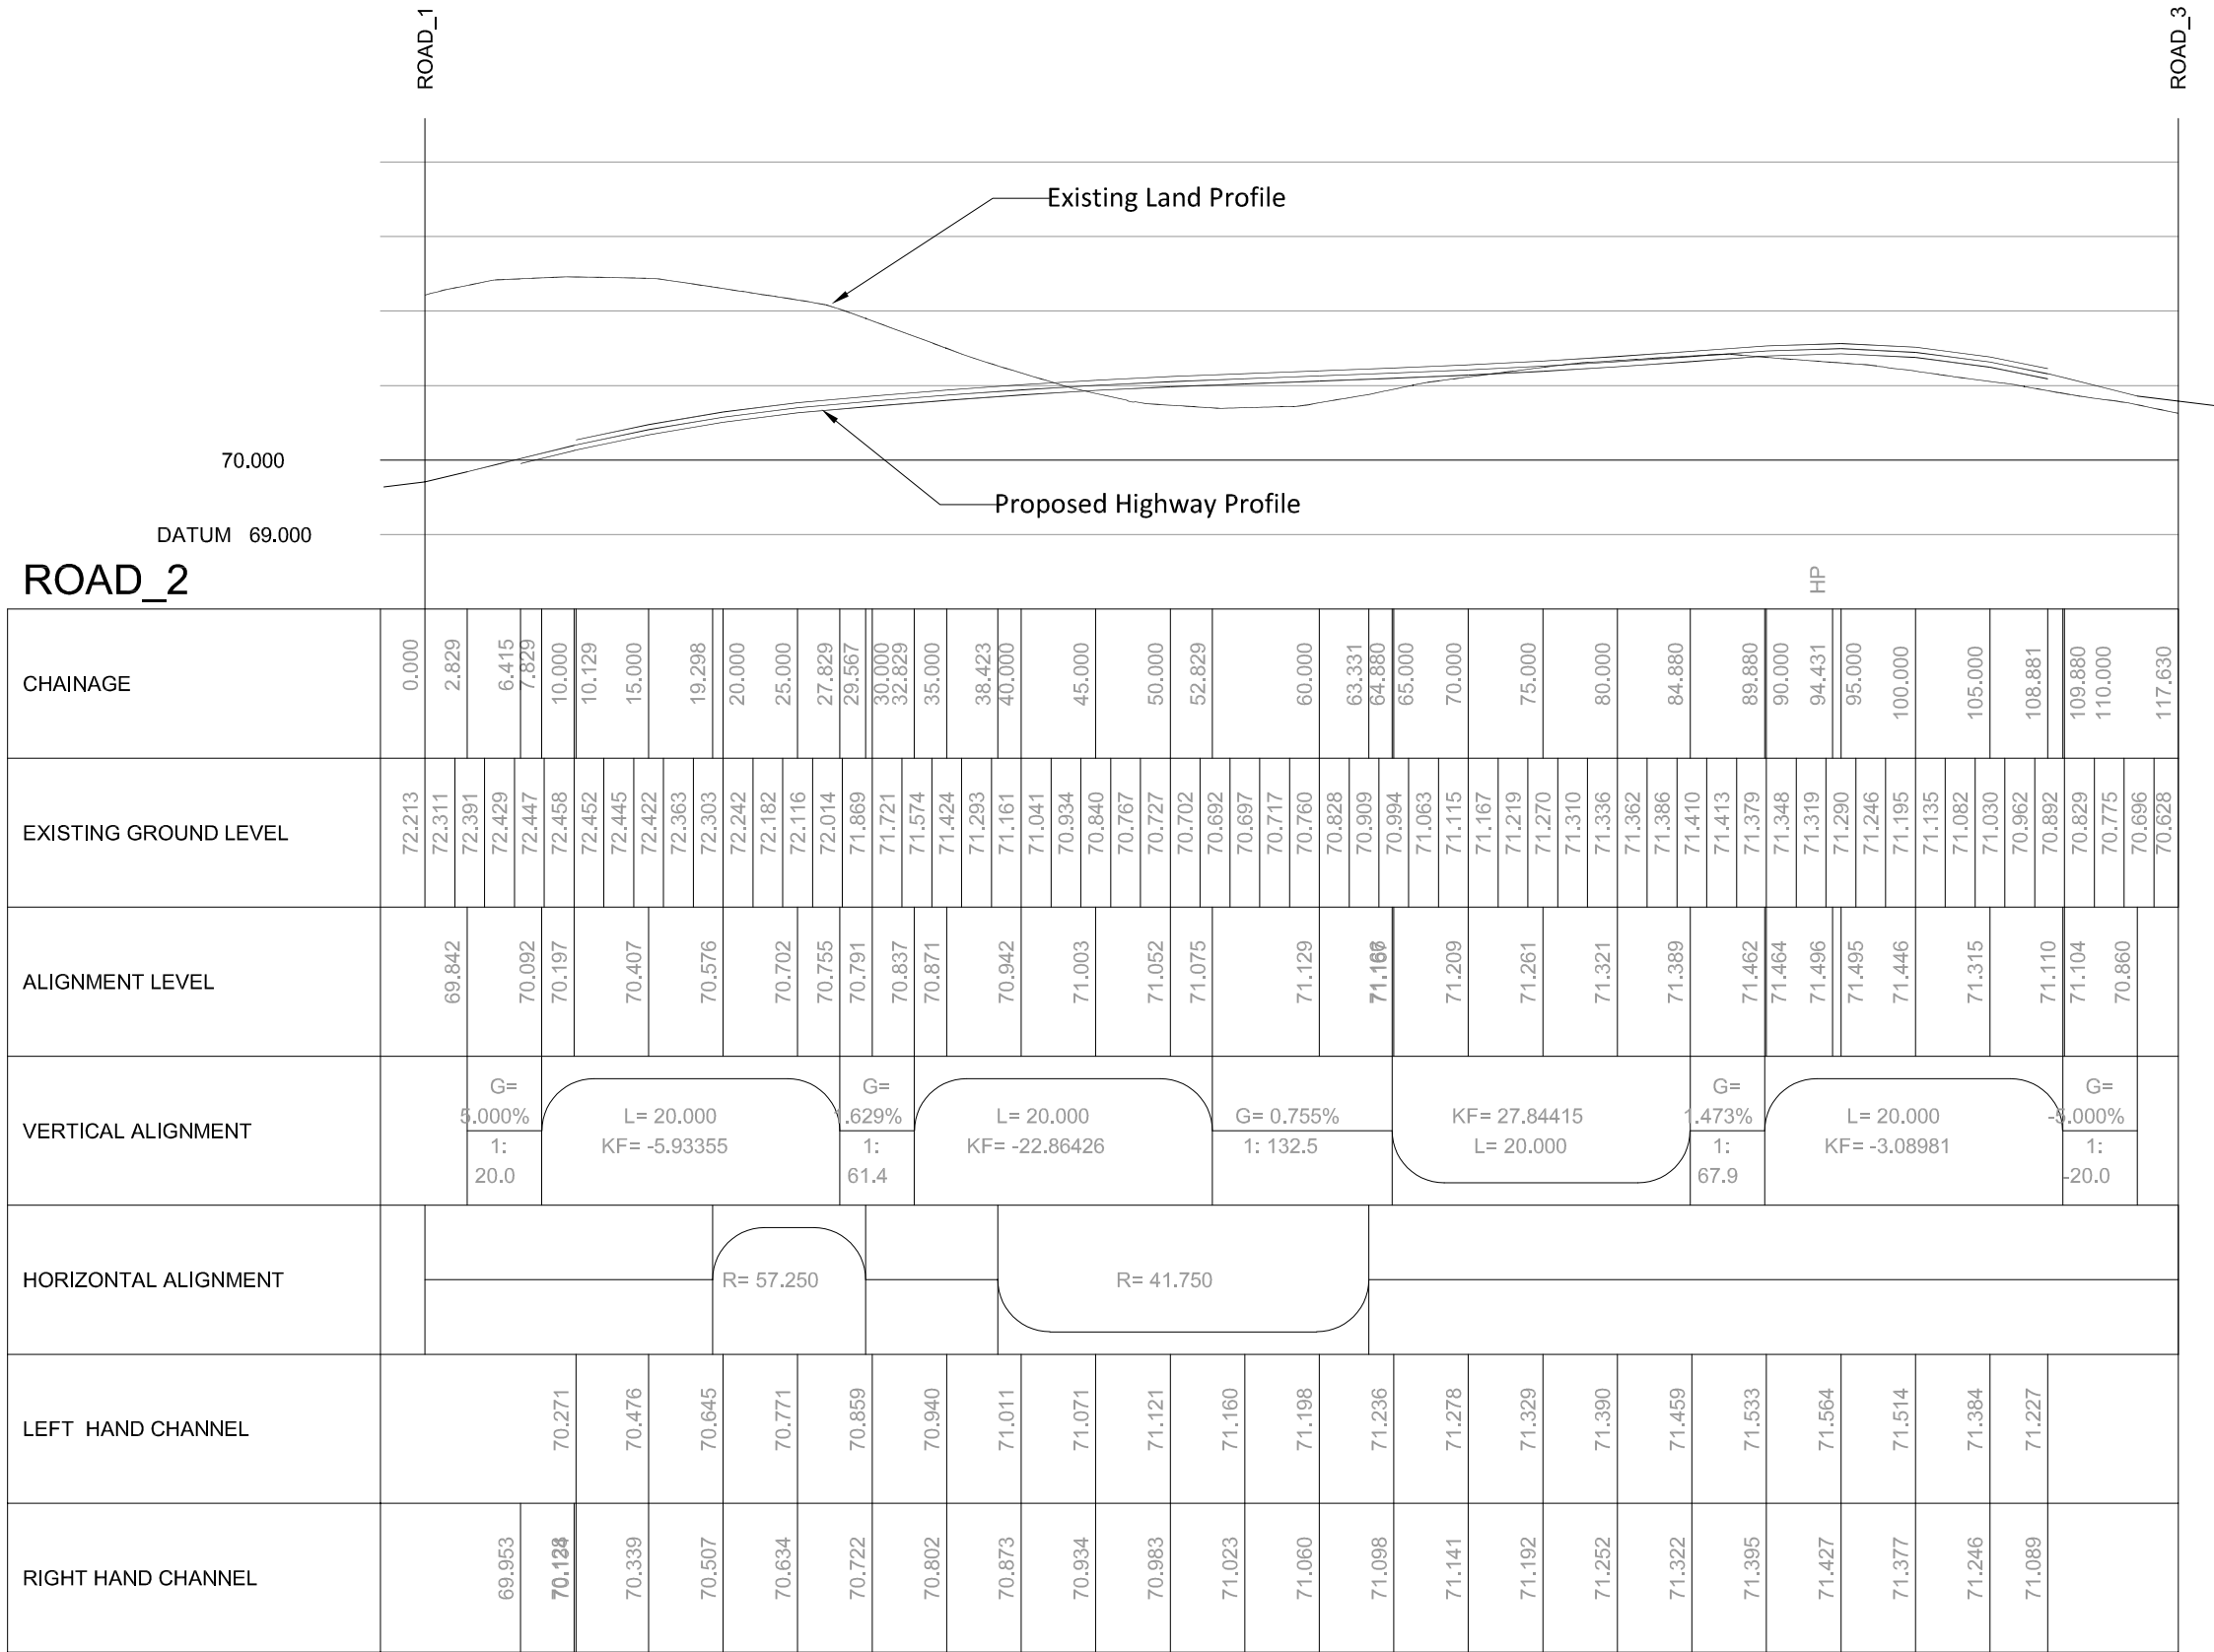 ROAD_1
ROAD_3
Existing Land Profile
70.000
Proposed Highway Profile
DATUM 69.000
ROAD_2
HP
CHAINAGE
0.000 2.829 6.415 7.829 10.000 10.129 15.000 19.298 20.000 25.000 27.829 29.567 30.000 32.829 35.000 38.423 40.000 45.000 50.000 52.829 60.000 63.331 64.880 65.000 70.000 75.000 80.000 84.880 89.880 90.000 94.431 95.000 100.000 105.000 108.881 109.880 110.000 117.630
EXISTING GROUND LEVEL
72.213 72.311 72.391 72.429 72.447 72.458 72.452 72.445 72.422 72.363 72.303 72.242 72.182 72.116 72.014 71.869 71.721 71.574 71.424 71.293 71.161 71.041 70.934 70.840 70.767 70.727 70.702 70.692 70.697 70.717 70.760 70.828 70.909 70.994 71.063 71.115 71.167 71.219 71.270 71.310 71.336 71.362 71.386 71.410 71.413 71.379 71.348 71.319 71.290 71.246 71.195 71.135 71.082 71.030 70.962 70.892 70.829 70.775 70.696 70.628
ALIGNMENT LEVEL
69.842 70.092 70.197 70.407 70.576 70.702 70.755 70.791 70.837 70.871 70.942 71.003 71.052 71.075 71.129 71.209 71.261 71.321 71.389 71.462 71.464 71.496 71.495 71.446 71.315 71.110 71.104 70.860
VERTICAL ALIGNMENT
G= 5.000%
1: 20.0
L= 20.000
KF= -5.93355
G= 1.629%
1: 61.4
L= 20.000
KF= -22.86426
G= 0.755%
1: 132.5
KF= 27.84415
L= 20.000
G= 1.473%
1: 67.9
L= 20.000
KF= -3.08981
G= -5.000%
1: -20.0
HORIZONTAL ALIGNMENT
R= 57.250
R= 41.750
LEFT HAND CHANNEL
70.271 70.476 70.645 70.771 70.859 70.940 71.011 71.071 71.121 71.160 71.198 71.236 71.278 71.329 71.390 71.459 71.533 71.564 71.514 71.384 71.227
RIGHT HAND CHANNEL
69.953 70.339 70.507 70.634 70.722 70.802 70.873 70.934 70.983 71.023 71.060 71.098 71.141 71.192 71.252 71.322 71.395 71.427 71.377 71.246 71.089